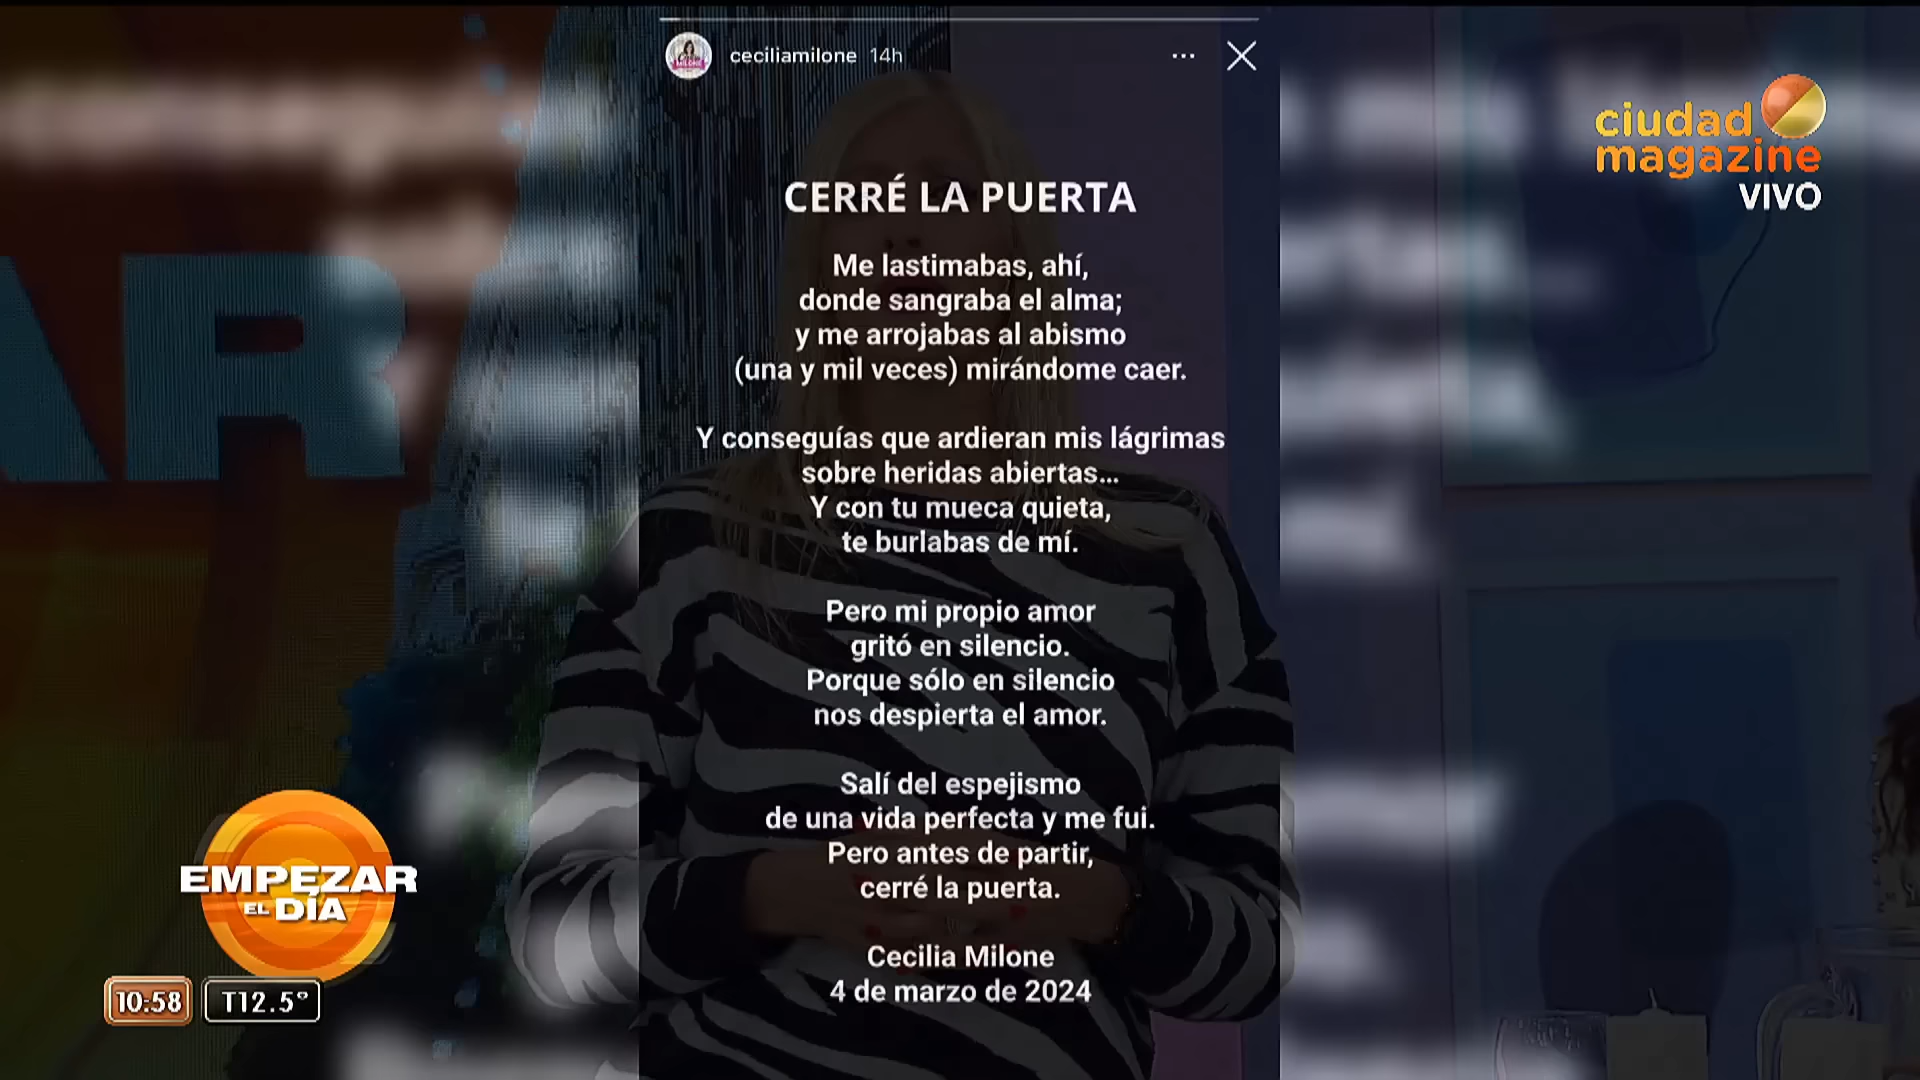 ceciliamilone 14h
ciudad
magazine
VIVO
CERRÉ LA PUERTA
Me lastimabas, ahí,
donde sangraba el alma;
y me arrojabas al abismo
(una y mil veces) mirándome caer.
Y conseguías que ardieran mis lágrimas
sobre heridas abiertas...
Y con tu mueca quieta,
te burlabas de mí.
Pero mi propio amor
gritó en silencio.
Porque sólo en silencio
nos despierta el amor.
Salí del espejismo
de una vida perfecta y me fui.
Pero antes de partir,
cerré la puerta.
Cecilia Milone
4 de marzo de 2024
EMPEZAR
EL DÍA
10:58 T12.5°